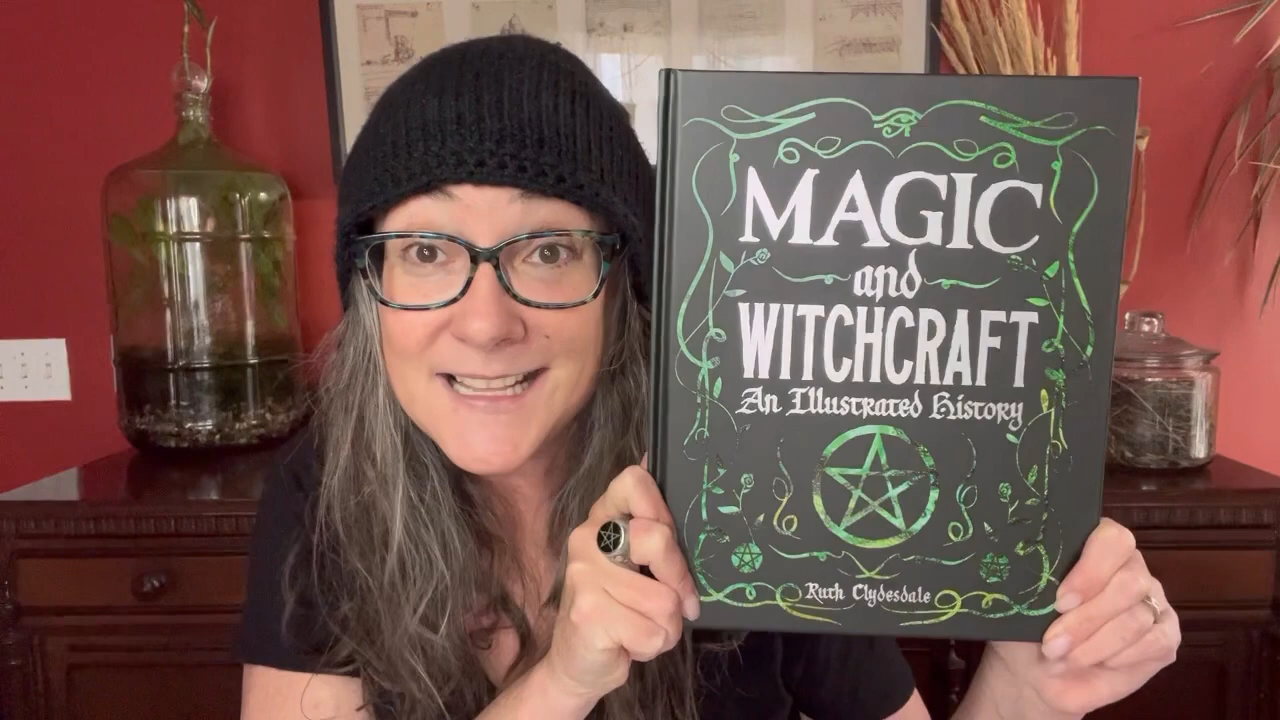 MAGIC
and
WITCHCRAFT
An Illustrated History
Ruth Clydesdale